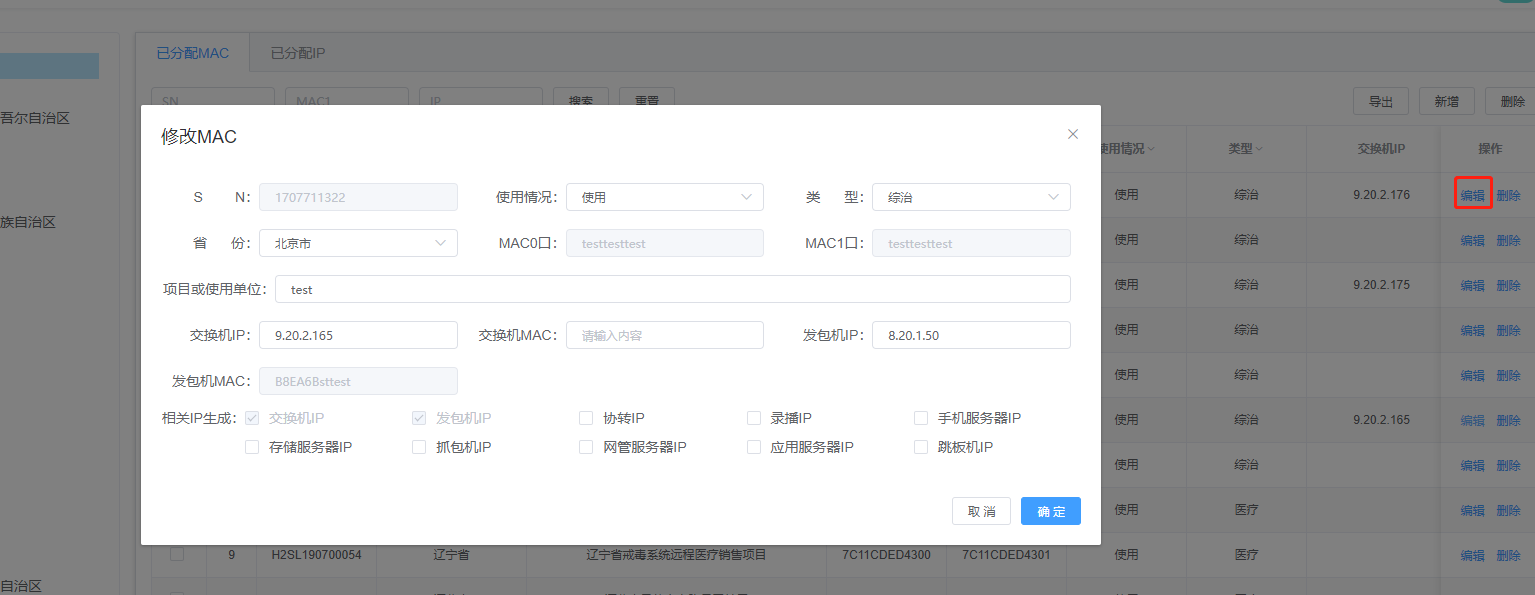 已分配MAC 已分配IP
SN MAC1 IP 搜索 重置 导出 新增 删除
吾尔自治区
修改MAC
使用情况 类型 交换机IP 操作
S N： 1707711322 使用情况： 使用 类 型： 综治
使用 综治 9.20.2.176 编辑 删除
族自治区
省 份： 北京市 MAC0口： testtesttest MAC1口： testtesttest
使用 综治 编辑 删除
项目或使用单位： test
使用 综治 9.20.2.175 编辑 删除
交换机IP： 9.20.2.165 交换机MAC： 请输入内容 发包机IP： 8.20.1.50
使用 综治 编辑 删除
发包机MAC： B8EA6Bsttest
使用 综治 编辑 删除
相关IP生成： 交换机IP 发包机IP 协转IP 录播IP 手机服务器IP
使用 综治 9.20.2.165 编辑 删除
存储服务器IP 抓包机IP 网管服务器IP 应用服务器IP 跳板机IP
使用 综治 编辑 删除
取 消 确 定
使用 医疗 编辑 删除
9 H2SL190700054 辽宁省 辽宁省戒毒系统远程医疗销售项目 7C11CDED4300 7C11CDED4301 使用 医疗 编辑 删除
自治区